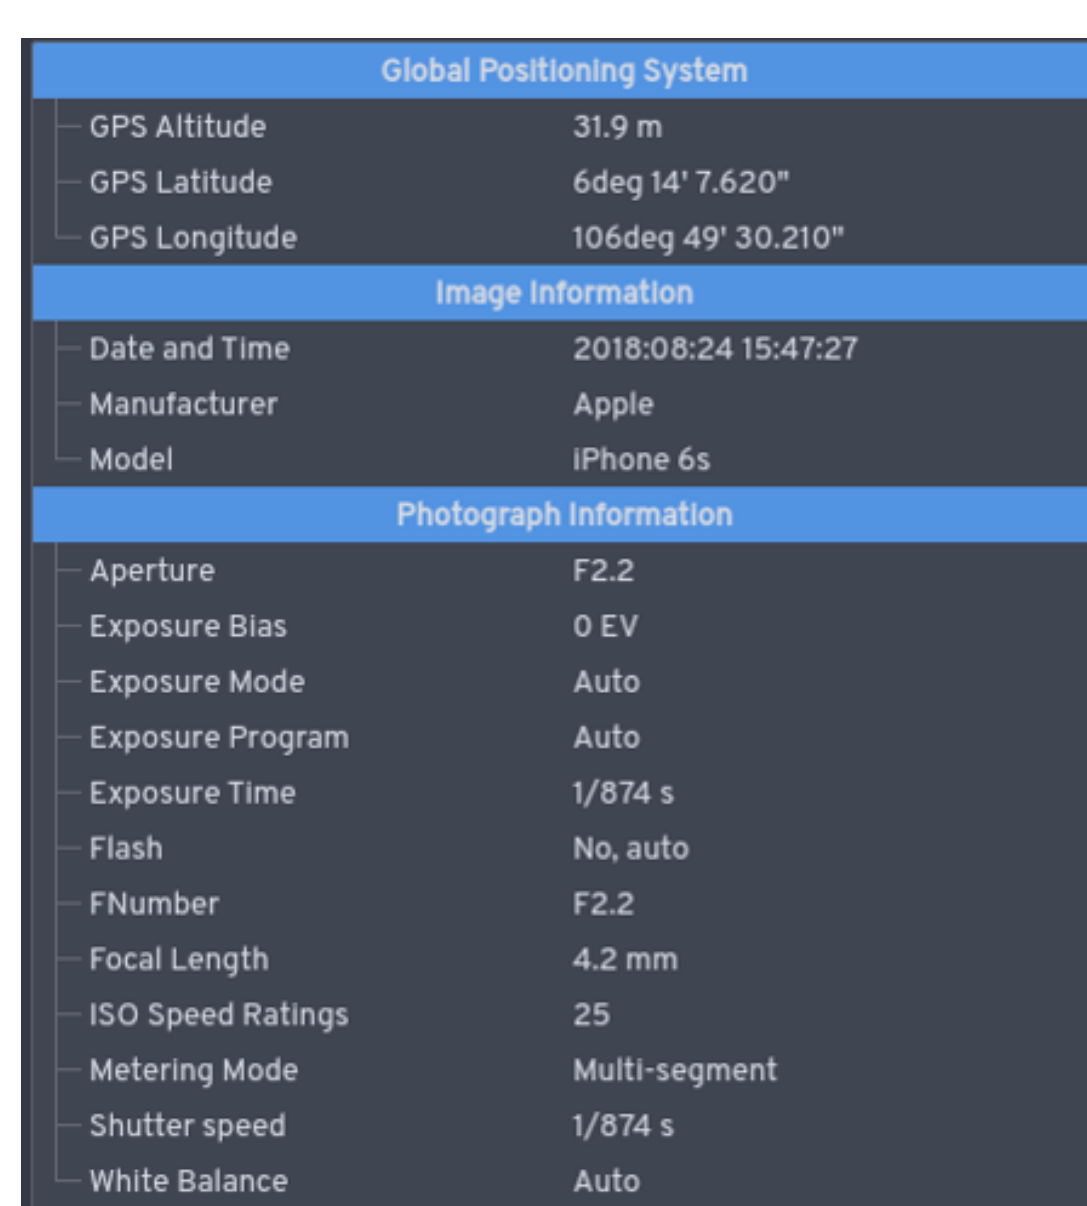 Global Positioning System
GPS Altitude 31.9 m
GPS Latitude 6deg 14' 7.620"
GPS Longitude 106deg 49' 30.210"
Image Information
Date and Time 2018:08:24 15:47:27
Manufacturer Apple
Model iPhone 6s
Photograph Information
Aperture F2.2
Exposure Bias 0 EV
Exposure Mode Auto
Exposure Program Auto
Exposure Time 1/874 s
Flash No, auto
FNumber F2.2
Focal Length 4.2 mm
ISO Speed Ratings 25
Metering Mode Multi-segment
Shutter speed 1/874 s
White Balance Auto